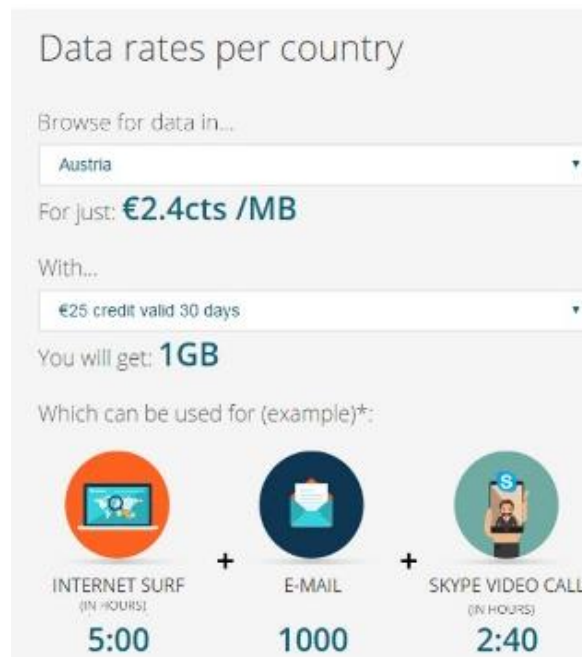 Data rates per country
Browse for data in...
Austria
For just: €2.4cts /MB
With...
€25 credit valid 30 days
You will get: 1GB
Which can be used for (example)*:
S
+ +
INTERNET SURF E-MAIL SKYPE VIDEO CALL
(IN HOURS) (IN HOURS)
5:00 1000 2:40